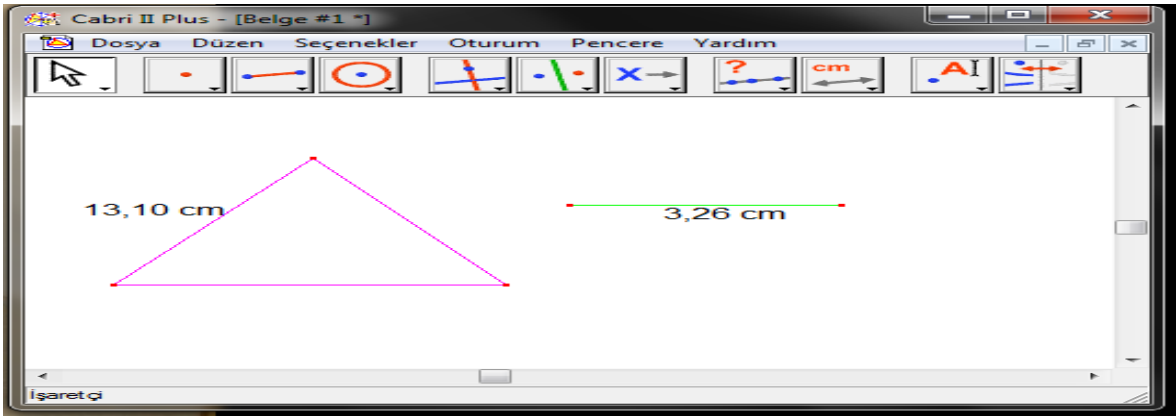 Cabri II Plus - [Belge #1 *]
Dosya Düzen Seçenekler Oturum Pencere Yardım
? cm A
13,10 cm
3,26 cm
İşaretçi